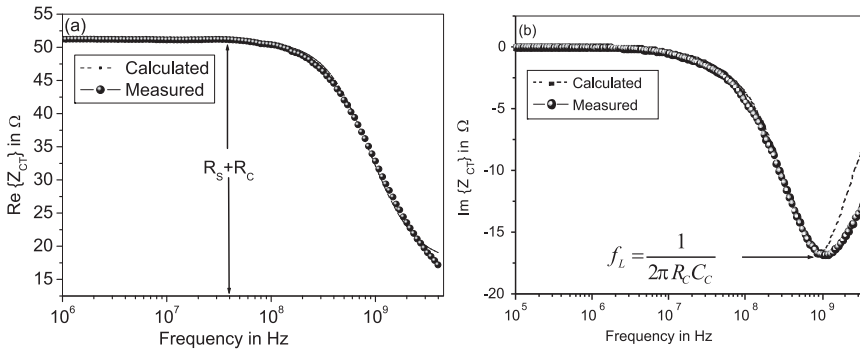 (a)
Re {Z_CT} in Ω
55
50
45
40
35
30
25
20
15
Calculated
Measured
R_S+R_C
10^6
10^7
10^8
10^9
Frequency in Hz
(b)
Im {Z_CT} in Ω
0
-5
-10
-15
-20
Calculated
Measured
f_L = 1 / 2π R_C C_C
10^5
10^6
10^7
10^8
10^9
Frequency in Hz